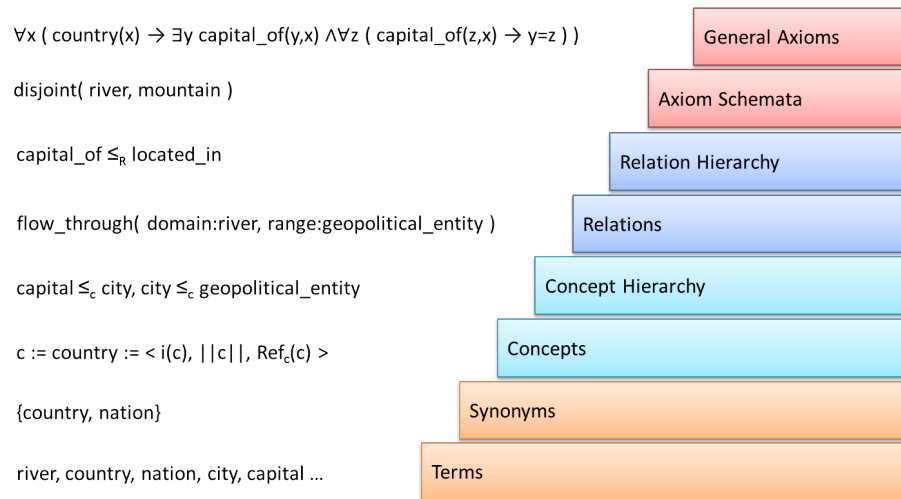 ∀x ( country(x) → ∃y capital_of(y,x) ∧∀z ( capital_of(z,x) → y=z ) )
General Axioms
disjoint( river, mountain )
Axiom Schemata
capital_of ≤R located_in
Relation Hierarchy
flow_through( domain:river, range:geopolitical_entity )
Relations
capital ≤c city, city ≤c geopolitical_entity
Concept Hierarchy
c := country := < i(c), ||c||, Refc(c) >
Concepts
{country, nation}
Synonyms
river, country, nation, city, capital ...
Terms